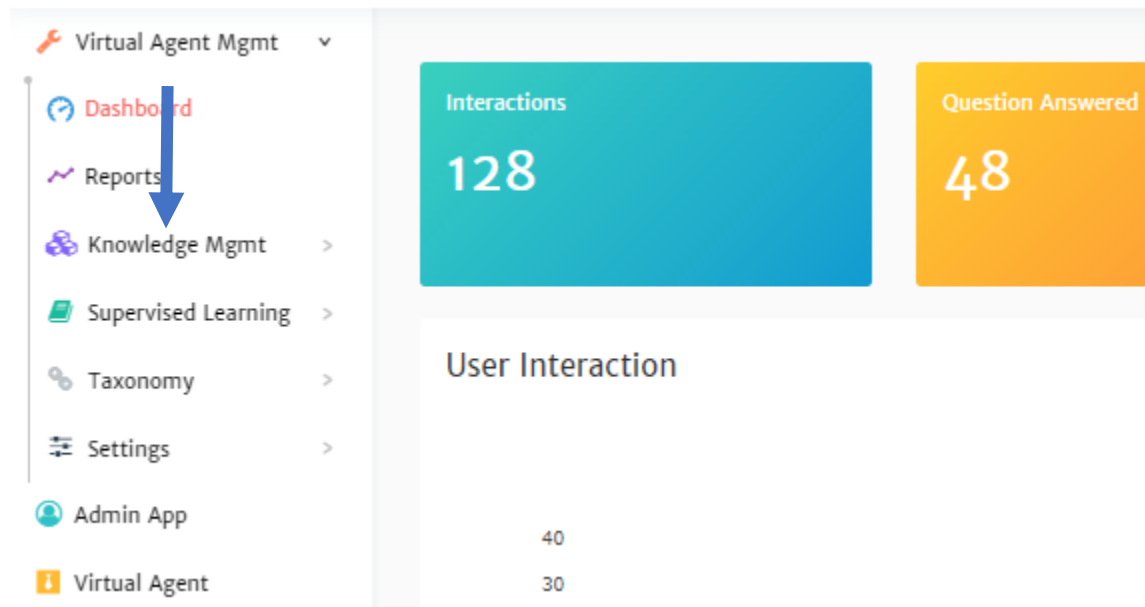 Virtual Agent Mgmt
Dashboard
Reports
Knowledge Mgmt
Supervised Learning
Taxonomy
Settings
Admin App
Virtual Agent
Interactions
128
Question Answered
48
User Interaction
40
30